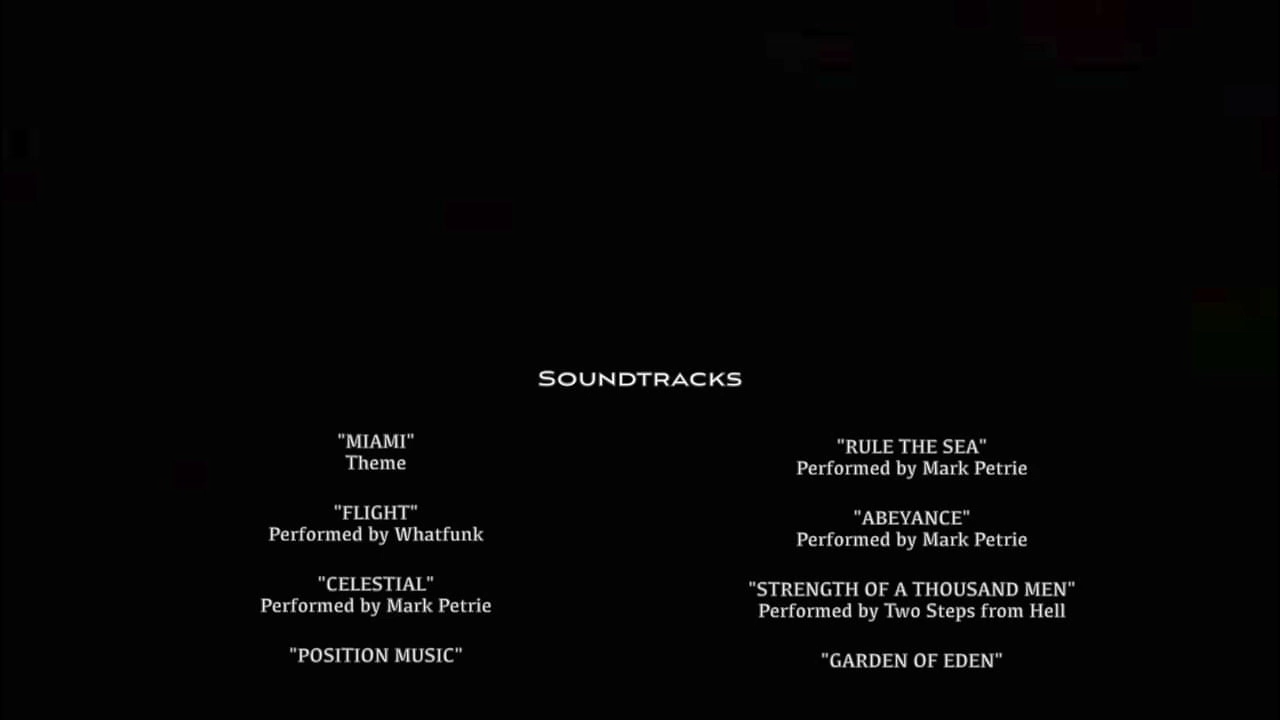 SOUNDTRACKS
"MIAMI"
Theme
"FLIGHT"
Performed by Whatfunk
"CELESTIAL"
Performed by Mark Petrie
"POSITION MUSIC"
"RULE THE SEA"
Performed by Mark Petrie
"ABEYANCE"
Performed by Mark Petrie
"STRENGTH OF A THOUSAND MEN"
Performed by Two Steps from Hell
"GARDEN OF EDEN"